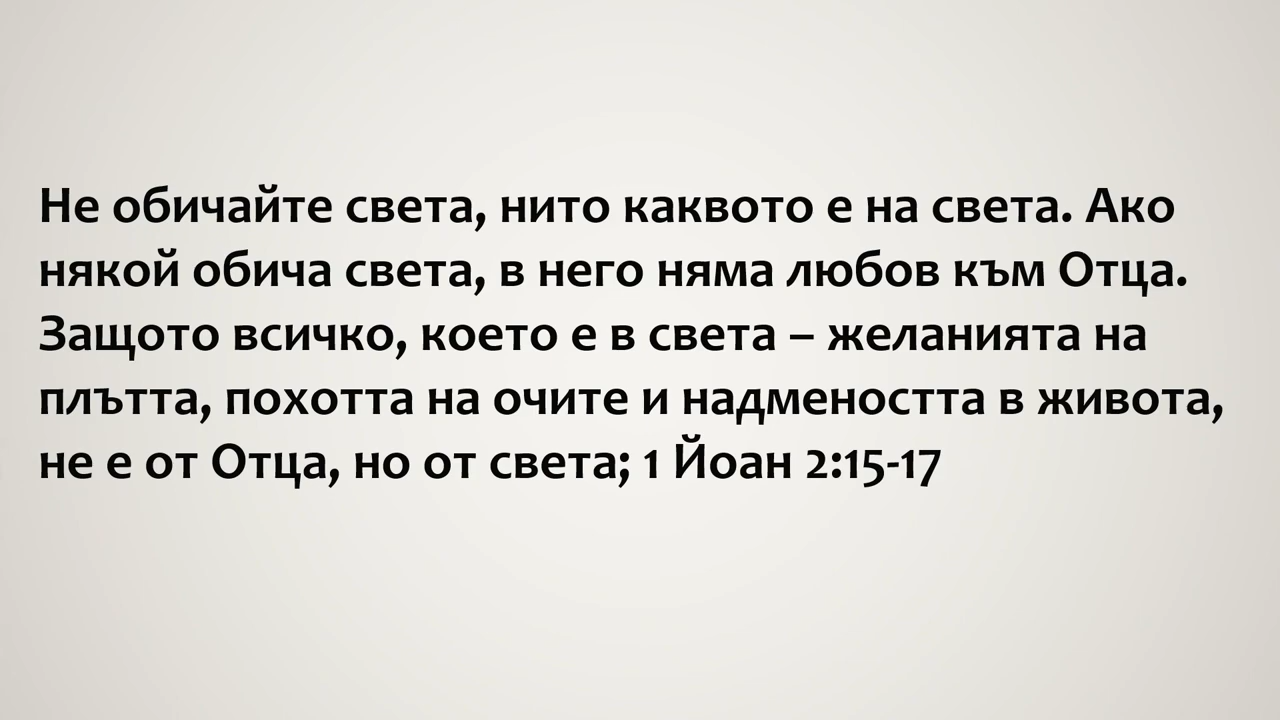 Не обичайте света, нито каквото е на света. Ако
някой обича света, в него няма любов към Отца.
Защото всичко, което е в света – желанията на
плътта, похотта на очите и надмеността в живота,
не е от Отца, но от света; 1 Йоан 2:15-17